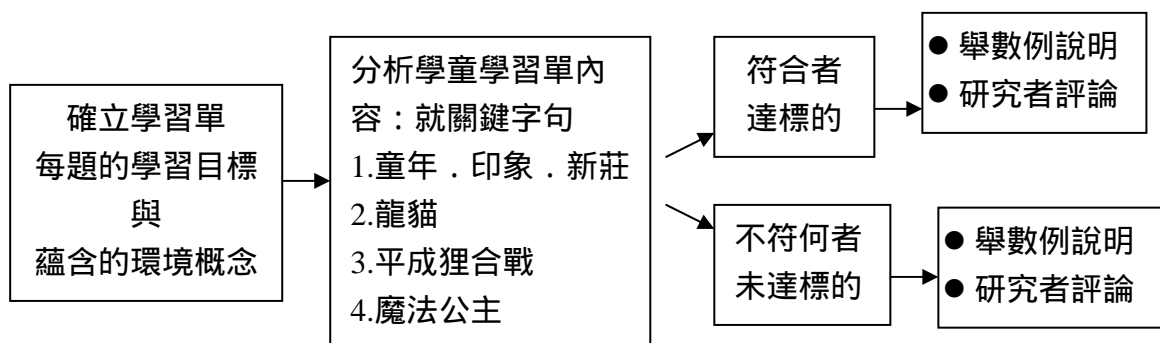 確立學習單
每題的學習目標
與
蘊含的環境概念
分析學童學習單內
容：就關鍵字句
1.童年．印象．新莊
2.龍貓
3.平成狸合戰
4.魔法公主
符合者
達標的
● 舉數例說明
● 研究者評論
不符何者
未達標的
● 舉數例說明
● 研究者評論